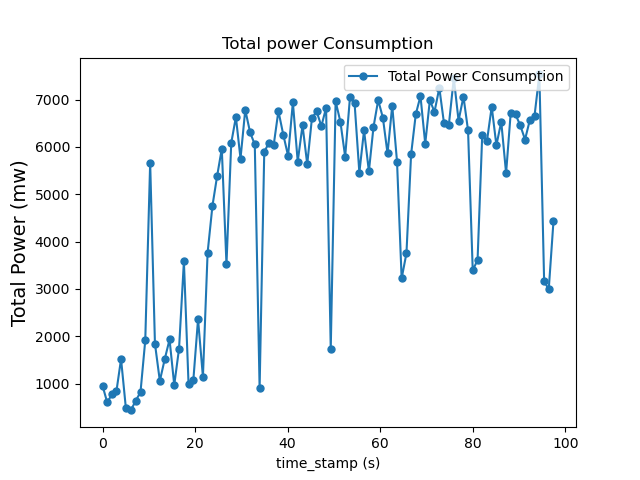 Total power Consumption
Total Power Consumption
Total Power (mw)
7000
6000
5000
4000
3000
2000
1000
0 20 40 60 80 100
time_stamp (s)